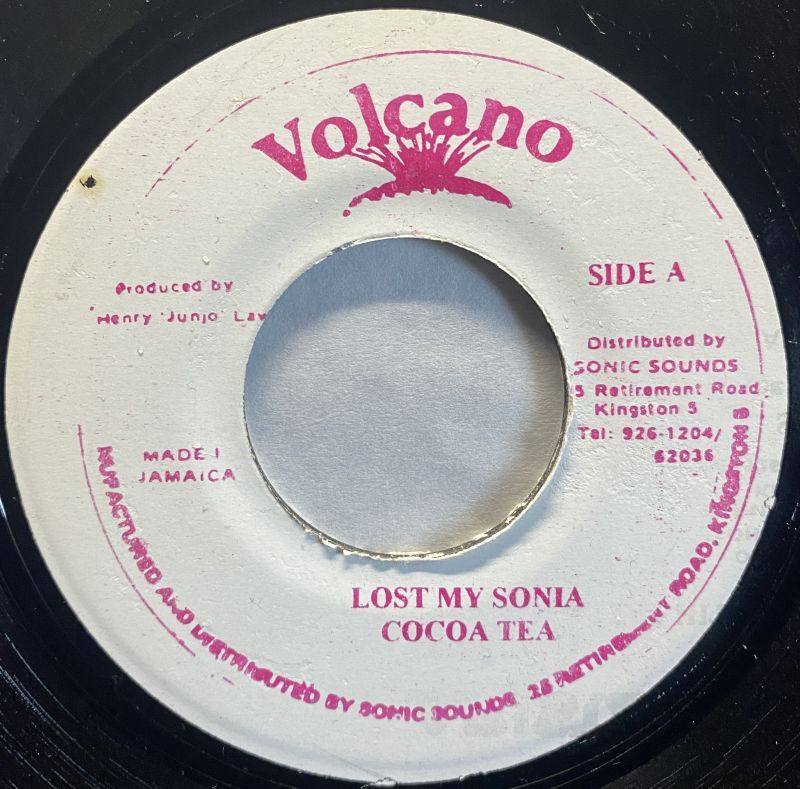 Volcano
SIDE A
Produced by
Henry 'Junjo' Law
Distributed by
SONIC SOUNDS
5 Retirement Road
Kingston 5
Tel: 926-1204/
62036
MADE I
JAMAICA
LOST MY SONIA
COCOA TEA
NUFACTURED AND DISTRIBUTED BY SONIC SOUNDS 25 RETIREMENT ROAD. KINGSTON 5